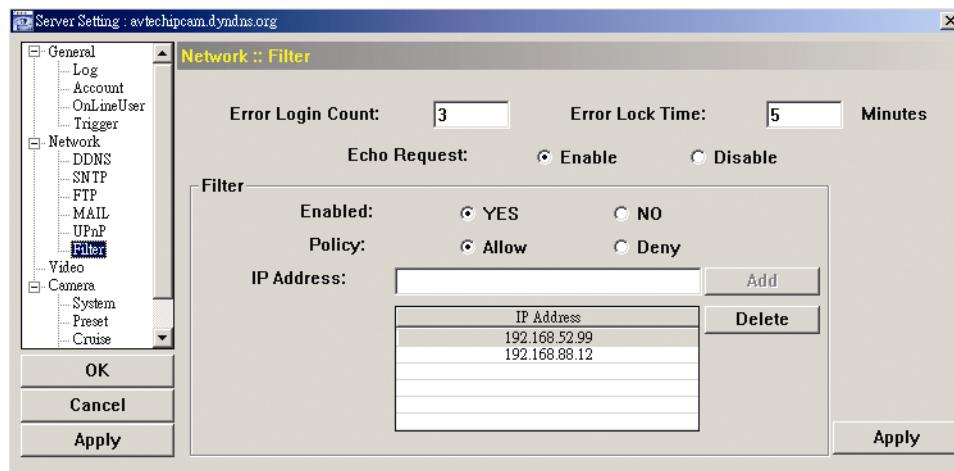 Server Setting : avtechipcam.dyndns.org
General
Log
Account
OnLineUser
Trigger
Network
DDNS
SNTP
FTP
MAIL
UPnP
Filter
Video
Camera
System
Preset
Cruise
OK
Cancel
Apply
Network :: Filter
Error Login Count: 3 Error Lock Time: 5 Minutes
Echo Request: Enable Disable
Filter
Enabled: YES NO
Policy: Allow Deny
IP Address: Add
IP Address Delete
192.168.52.99
192.168.88.12
Apply